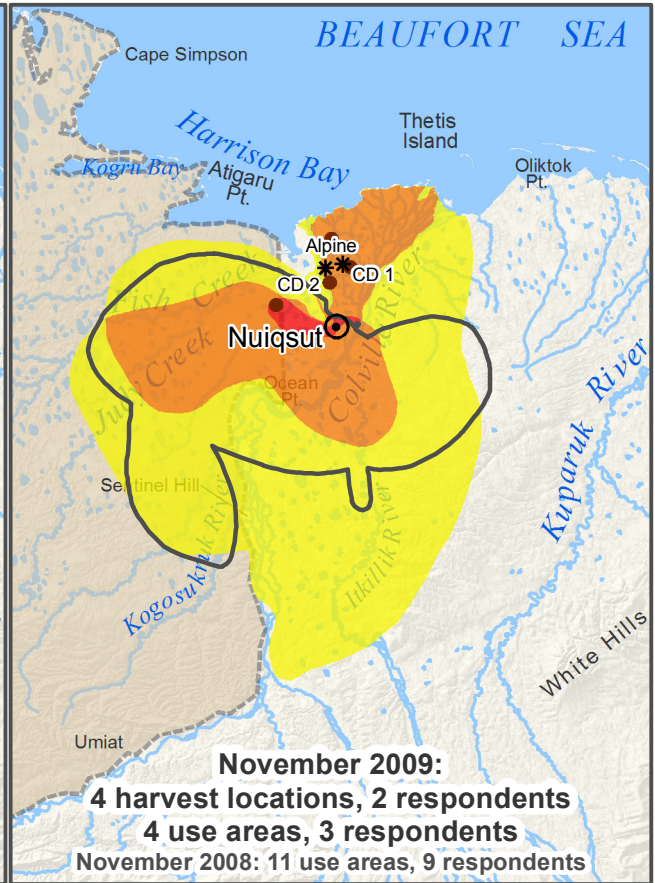 BEAUFORT SEA
Cape Simpson
Harrison Bay
Thetis
Island
Kogru Bay
Atigaru
Pt.
Oliktok
Pt.
Alpine
CD 2
CD 1
Fish Creek
Nuiqsut
Judy Creek
Ocean
Pt.
Colville River
Kuparuk River
Sentinel Hill
Kogosukruk River
Itkillik River
White Hills
Umiat
November 2009:
4 harvest locations, 2 respondents
4 use areas, 3 respondents
November 2008: 11 use areas, 9 respondents